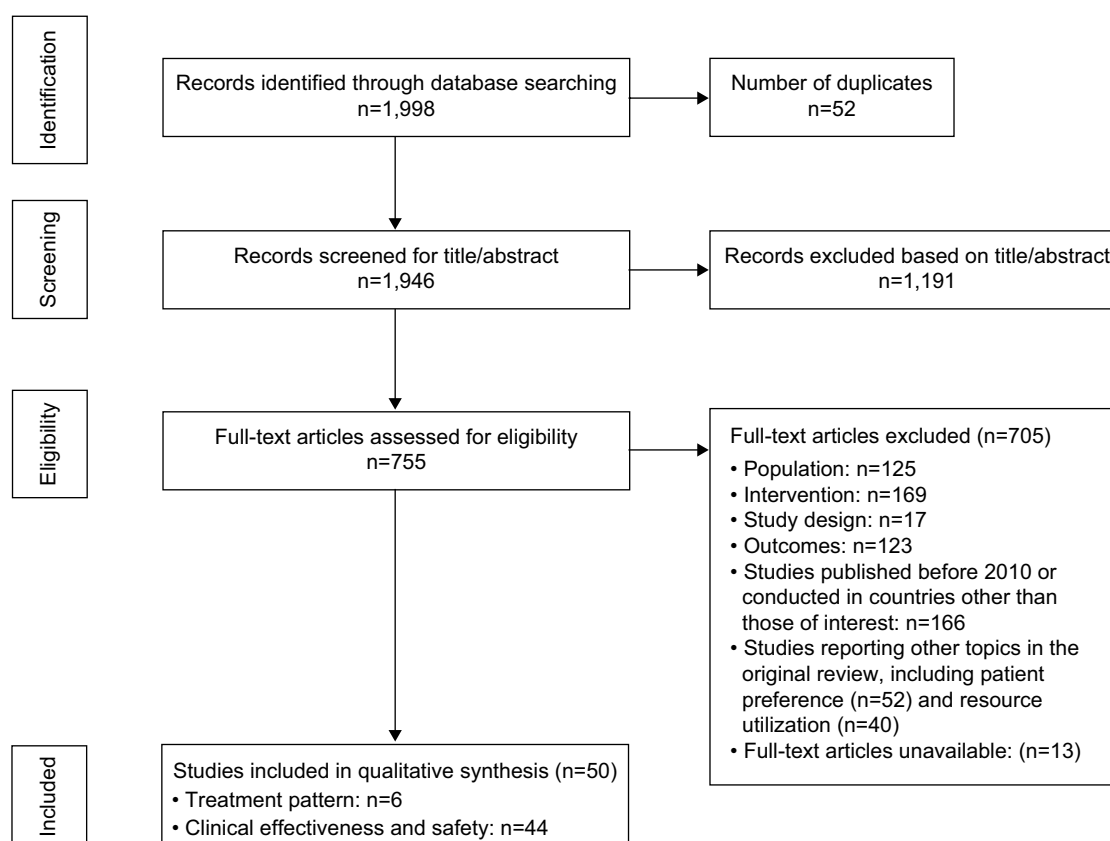 Identification
Records identified through database searching
n=1,998
Number of duplicates
n=52
Screening
Records screened for title/abstract
n=1,946
Records excluded based on title/abstract
n=1,191
Eligibility
Full-text articles assessed for eligibility
n=755
Full-text articles excluded (n=705)
• Population: n=125
• Intervention: n=169
• Study design: n=17
• Outcomes: n=123
• Studies published before 2010 or
conducted in countries other than
those of interest: n=166
• Studies reporting other topics in the
original review, including patient
preference (n=52) and resource
utilization (n=40)
• Full-text articles unavailable: (n=13)
Included
Studies included in qualitative synthesis (n=50)
• Treatment pattern: n=6
• Clinical effectiveness and safety: n=44